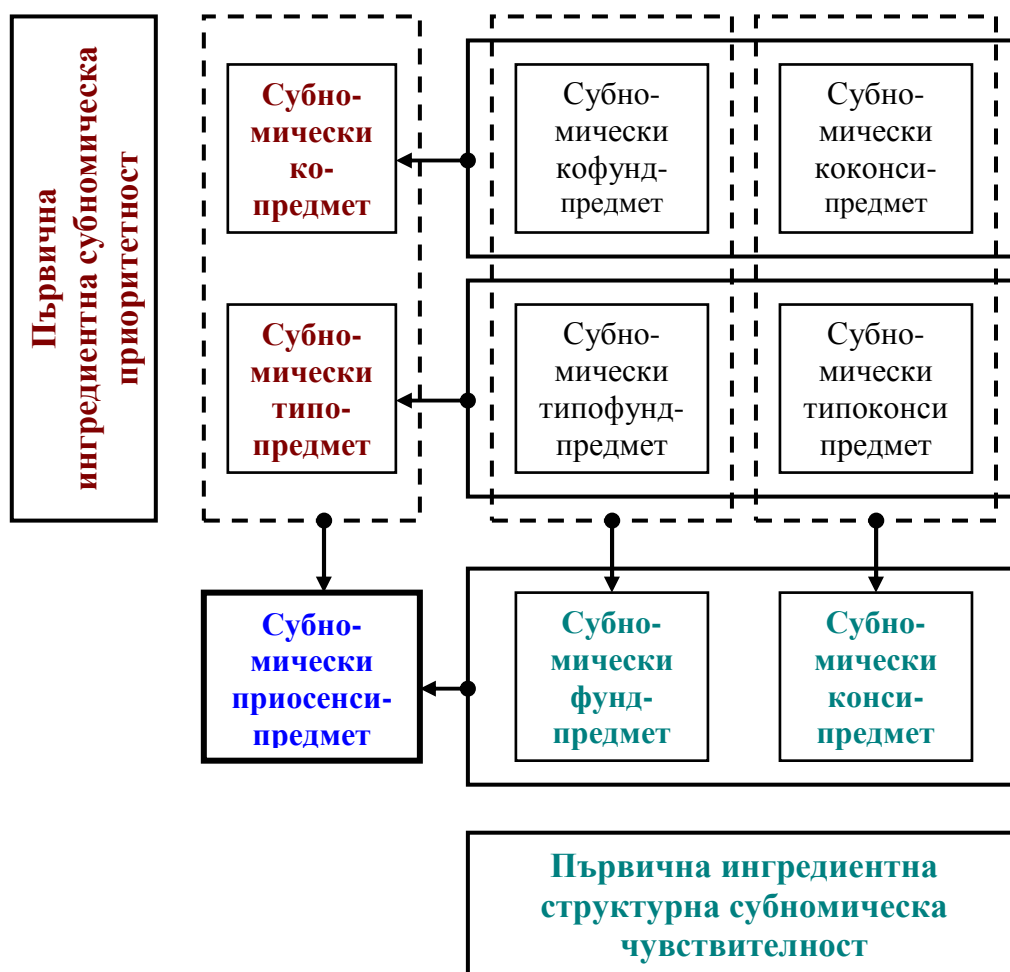 Първична
ингредиентна субномическа
приоритетност
Субно-
мически
ко-
предмет
Субно-
мически
кофунд-
предмет
Субно-
мически
коконси-
предмет
Субно-
мически
типо-
предмет
Субно-
мически
типофунд-
предмет
Субно-
мически
типоконси
предмет
Субно-
мически
приосенси-
предмет
Субно-
мически
фунд-
предмет
Субно-
мически
конси-
предмет
Първична ингредиентна
структурна субномическа
чувствителност